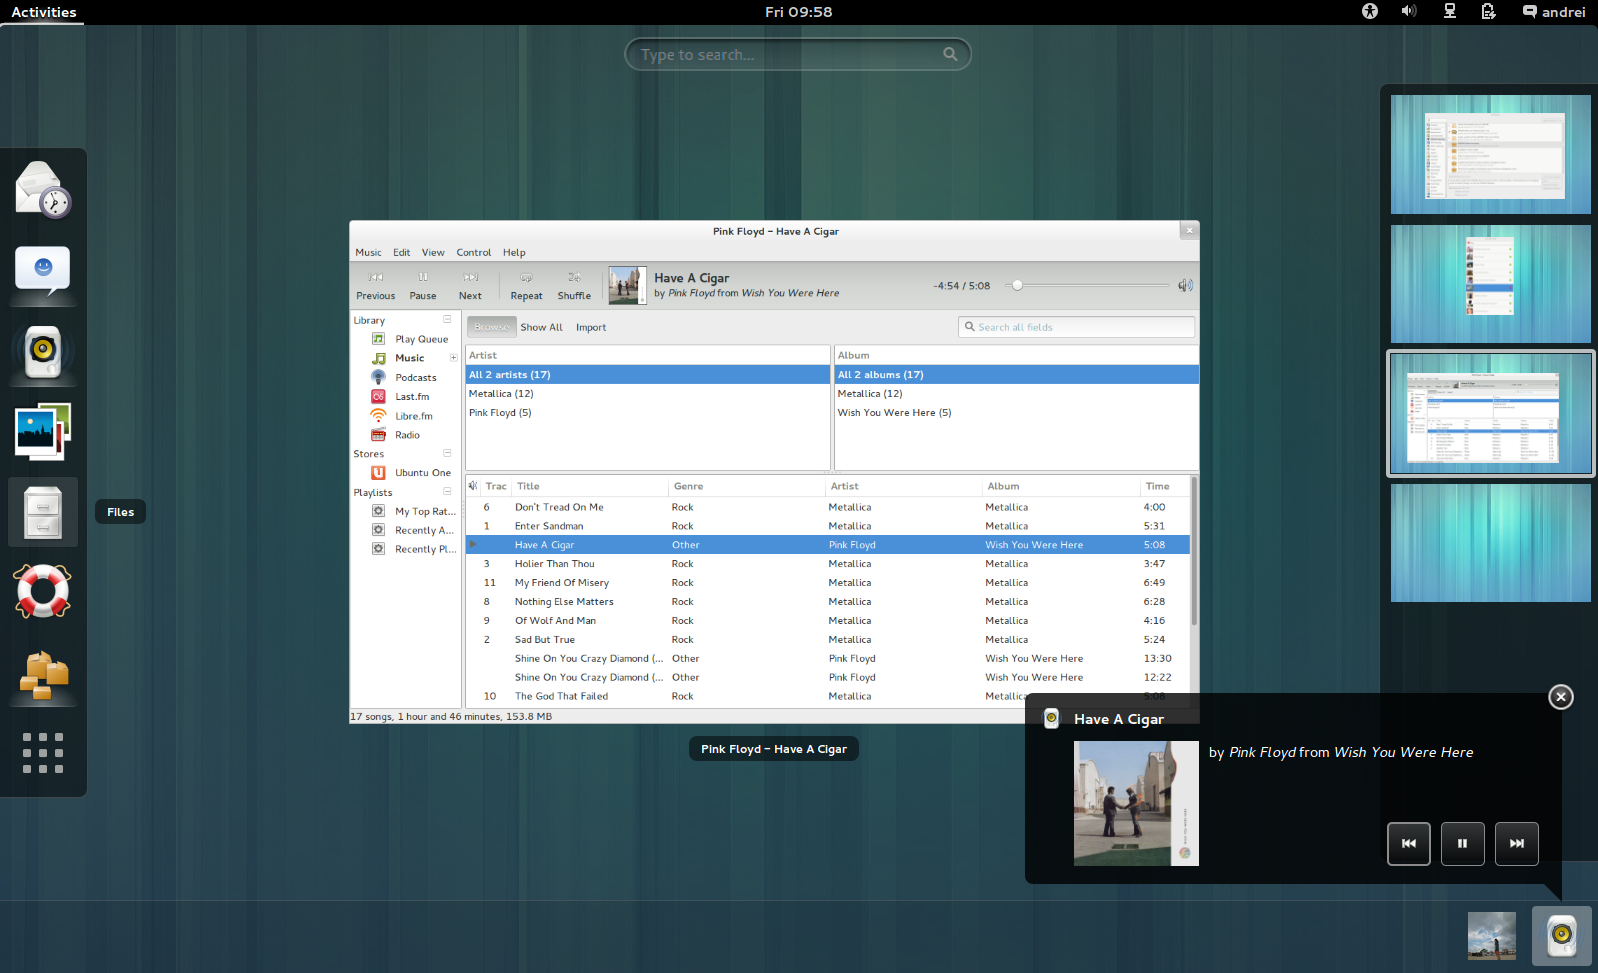 Activities
Fri 09:58
andrei
Type to search...
Files
Pink Floyd – Have A Cigar
Music Edit View Control Help
Previous Pause Next Repeat Shuffle
Have A Cigar
by Pink Floyd from Wish You Were Here
-4:54 / 5:08
Library
Play Queue
Music
Podcasts
Last.fm
Libre.fm
Radio
Stores
Ubuntu One
Playlists
My Top Rat...
Recently A...
Recently Pl...
Browse Show All Import
Search all fields
Artist
All 2 artists (17)
Metallica (12)
Pink Floyd (5)
Album
All 2 albums (17)
Metallica (12)
Wish You Were Here (5)
Trac Title Genre Artist Album Time
6 Don't Tread On Me Rock Metallica Metallica 4:00
1 Enter Sandman Rock Metallica Metallica 5:31
Have A Cigar Other Pink Floyd Wish You Were Here 5:08
3 Holier Than Thou Rock Metallica Metallica 3:47
11 My Friend Of Misery Rock Metallica Metallica 6:49
8 Nothing Else Matters Rock Metallica Metallica 6:28
9 Of Wolf And Man Rock Metallica Metallica 4:16
2 Sad But True Rock Metallica Metallica 5:24
Shine On You Crazy Diamond (... Other Pink Floyd Wish You Were Here 13:30
Shine On You Crazy Diamond (... Other Pink Floyd Wish You Were Here 12:22
10 The God That Failed Rock Metallica Metallica 5:08
17 songs, 1 hour and 46 minutes, 153.8 MB
Pink Floyd – Have A Cigar
Have A Cigar
by Pink Floyd from Wish You Were Here